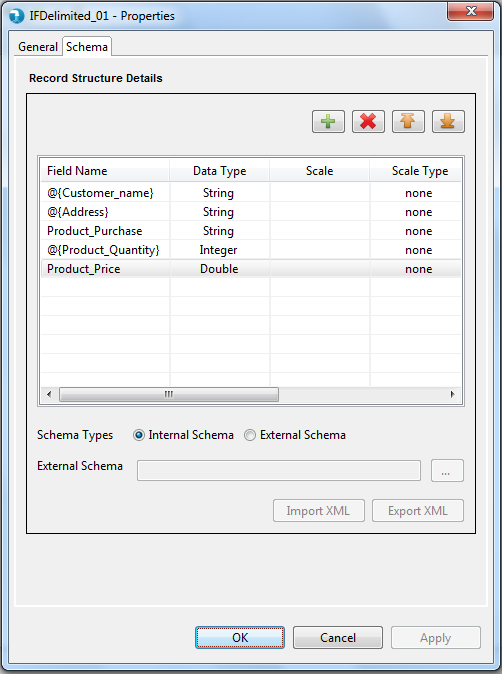 IFDelimited_01 - Properties
General Schema
Record Structure Details
Field Name Data Type Scale Scale Type
@{Customer_name} String none
@{Address} String none
Product_Purchase String none
@{Product_Quantity} Integer none
Product_Price Double none
Schema Types Internal Schema External Schema
External Schema ...
Import XML Export XML
OK Cancel Apply